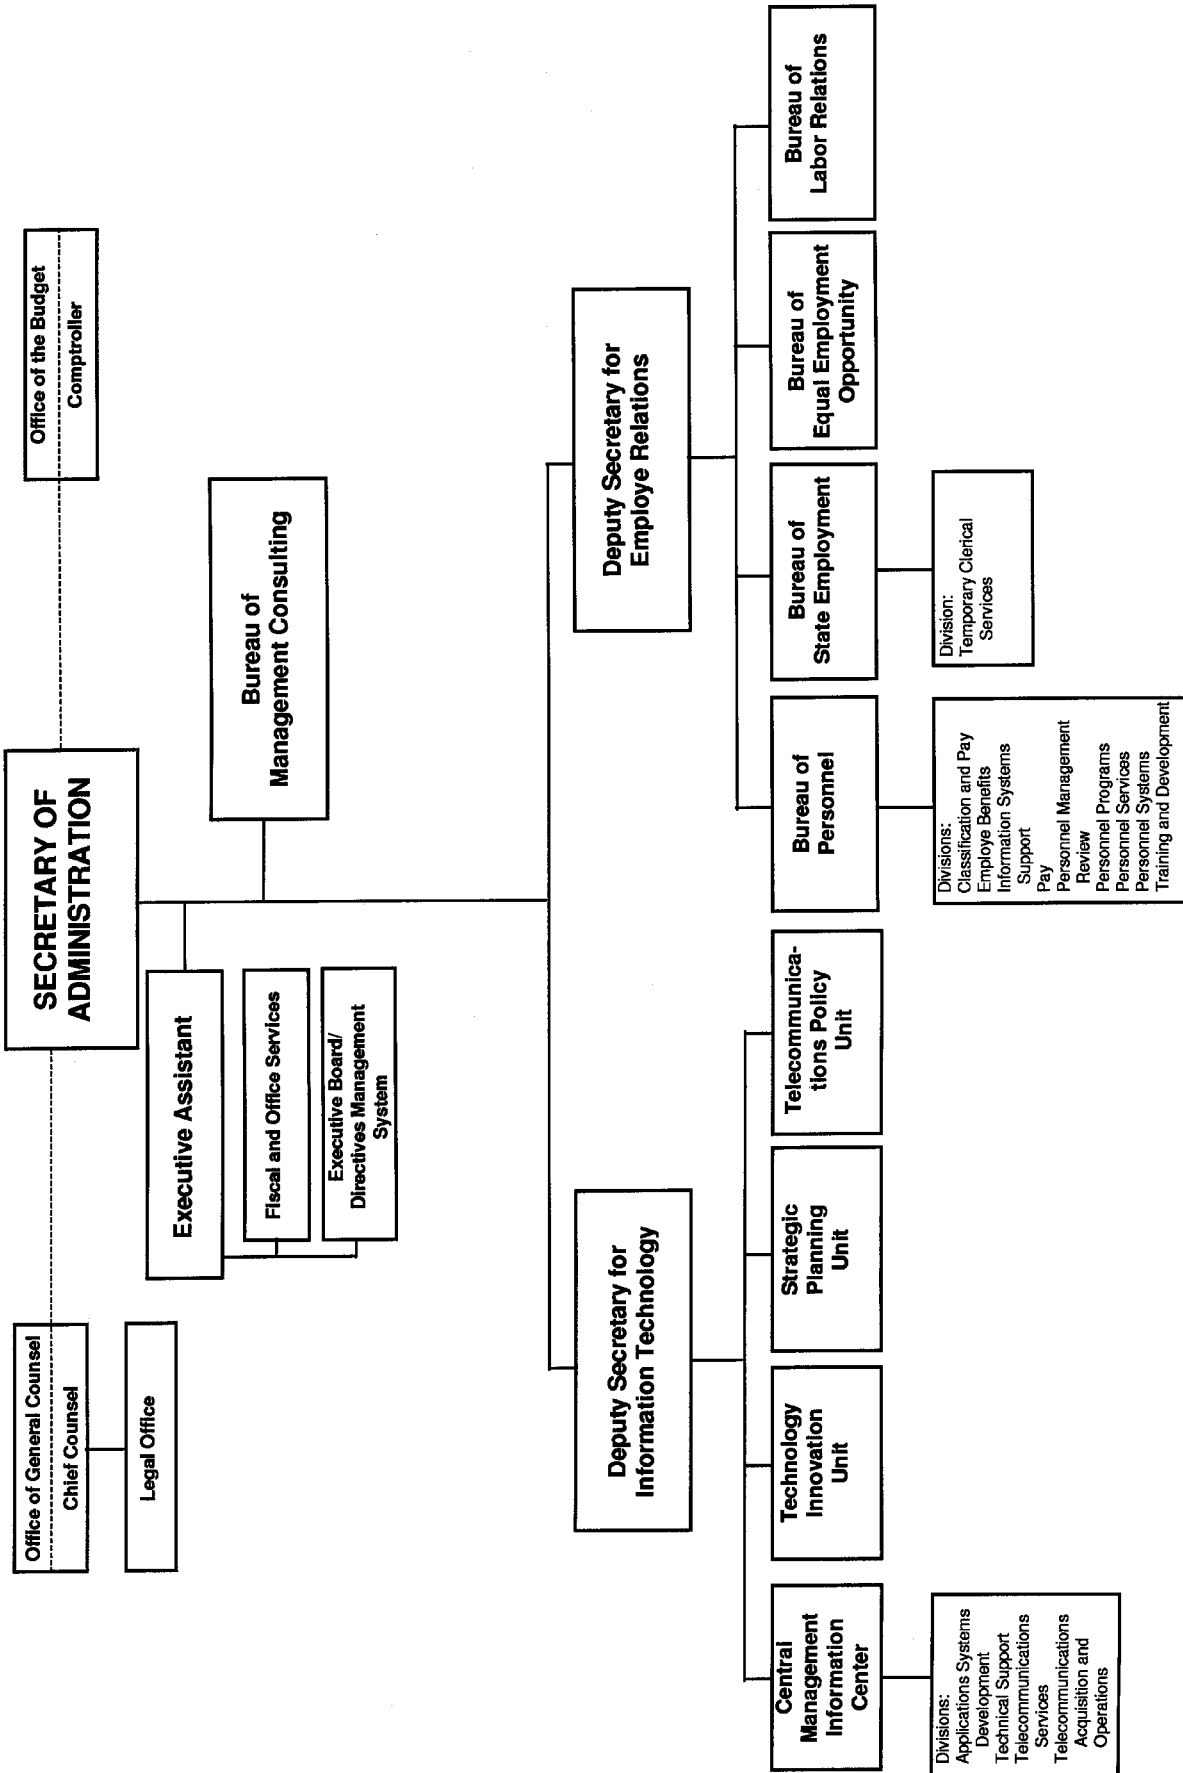 SECRETARY OF
ADMINISTRATION
Office of General Counsel
Chief Counsel
Legal Office
Office of the Budget
Comptroller
Executive Assistant
Fiscal and Office Services
Executive Board/
Directives Management
System
Bureau of
Management Consulting
Deputy Secretary for
Information Technology
Deputy Secretary for
Employe Relations
Central
Management
Information
Center
Technology
Innovation
Unit
Strategic
Planning
Unit
Telecommunica-
tions Policy
Unit
Bureau of
Personnel
Bureau of
State Employment
Bureau of
Equal Employment
Opportunity
Bureau of
Labor Relations
Divisions:
Applications Systems
Development
Technical Support
Telecommunications
Services
Telecommunications
Acquisition and
Operations
Divisions:
Classification and Pay
Employe Benefits
Information Systems
Support
Pay
Personnel Management
Review
Personnel Programs
Personnel Services
Personnel Systems
Training and Development
Division:
Temporary Clerical
Services